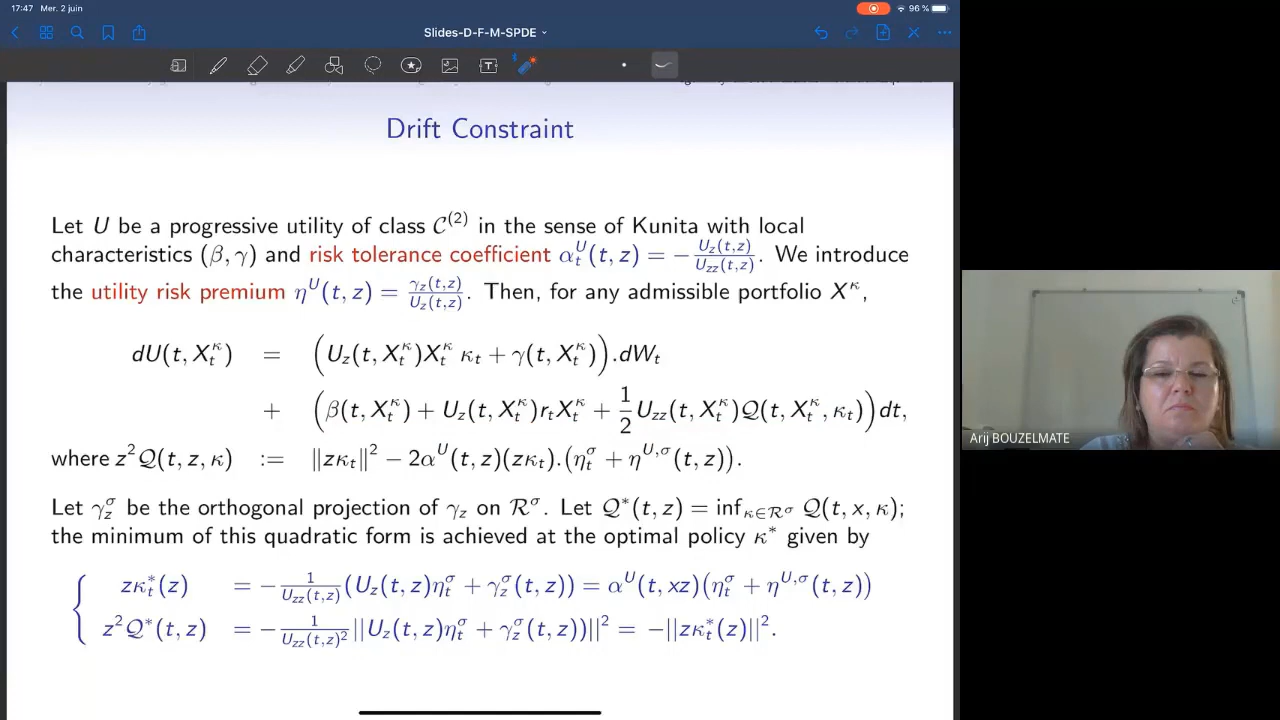 17:47 Mer. 2 juin
96 %
Slides-D-F-M-SPDE
Drift Constraint
Let U be a progressive utility of class 𝒞⁽²⁾ in the sense of Kunita with local
characteristics (β, γ) and risk tolerance coefficient α_t^U(t, z) = −U_z(t,z)/U_zz(t,z). We introduce
the utility risk premium η^U(t, z) = γ_z(t,z)/U_z(t,z). Then, for any admissible portfolio X^κ,
dU(t, X_t^κ) = (U_z(t, X_t^κ)X_t^κ κ_t + γ(t, X_t^κ)).dW_t
+ (β(t, X_t^κ) + U_z(t, X_t^κ)r_tX_t^κ + 1/2 U_zz(t, X_t^κ)𝒬(t, X_t^κ, κ_t))dt,
where z²𝒬(t, z, κ) := ‖zκ_t‖² − 2α^U(t, z)(zκ_t).(η_t^σ + η^{U,σ}(t, z)).
Let γ_z^σ be the orthogonal projection of γ_z on ℛ^σ. Let 𝒬*(t, z) = inf_{κ∈ℛ^σ} 𝒬(t, x, κ);
the minimum of this quadratic form is achieved at the optimal policy κ* given by
zκ_t*(z) = −1/U_zz(t,z) (U_z(t, z)η_t^σ + γ_z^σ(t, z)) = α^U(t, xz)(η_t^σ + η^{U,σ}(t, z))
z²𝒬*(t, z) = −1/U_zz(t,z)² ||U_z(t, z)η_t^σ + γ_z^σ(t, z))||² = −||zκ_t*(z)||².
Arij BOUZELMATE